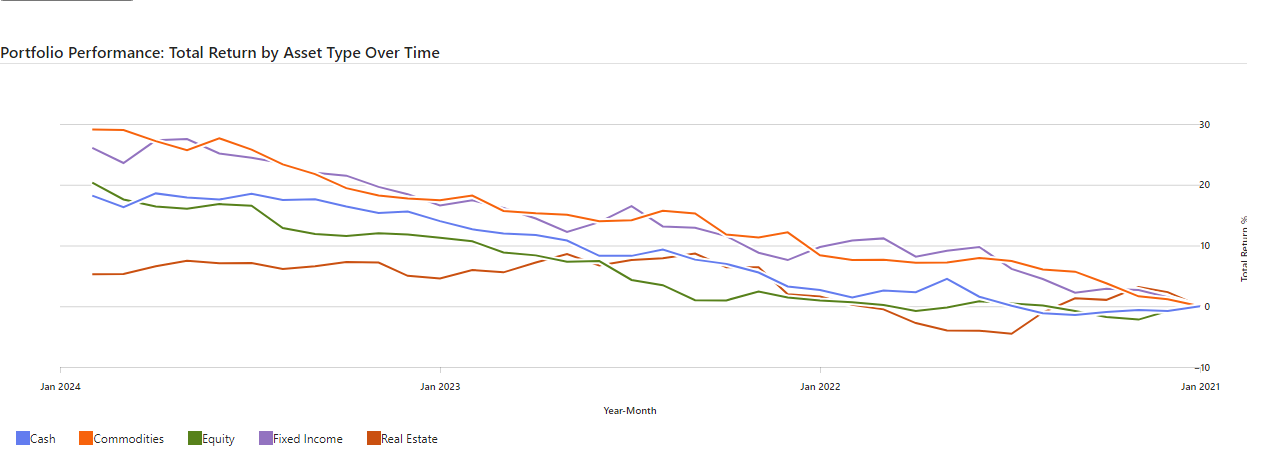 Portfolio Performance: Total Return by Asset Type Over Time
30
20
10
0
-10
Total Return %
Jan 2024 Jan 2023 Jan 2022 Jan 2021
Year-Month
Cash Commodities Equity Fixed Income Real Estate